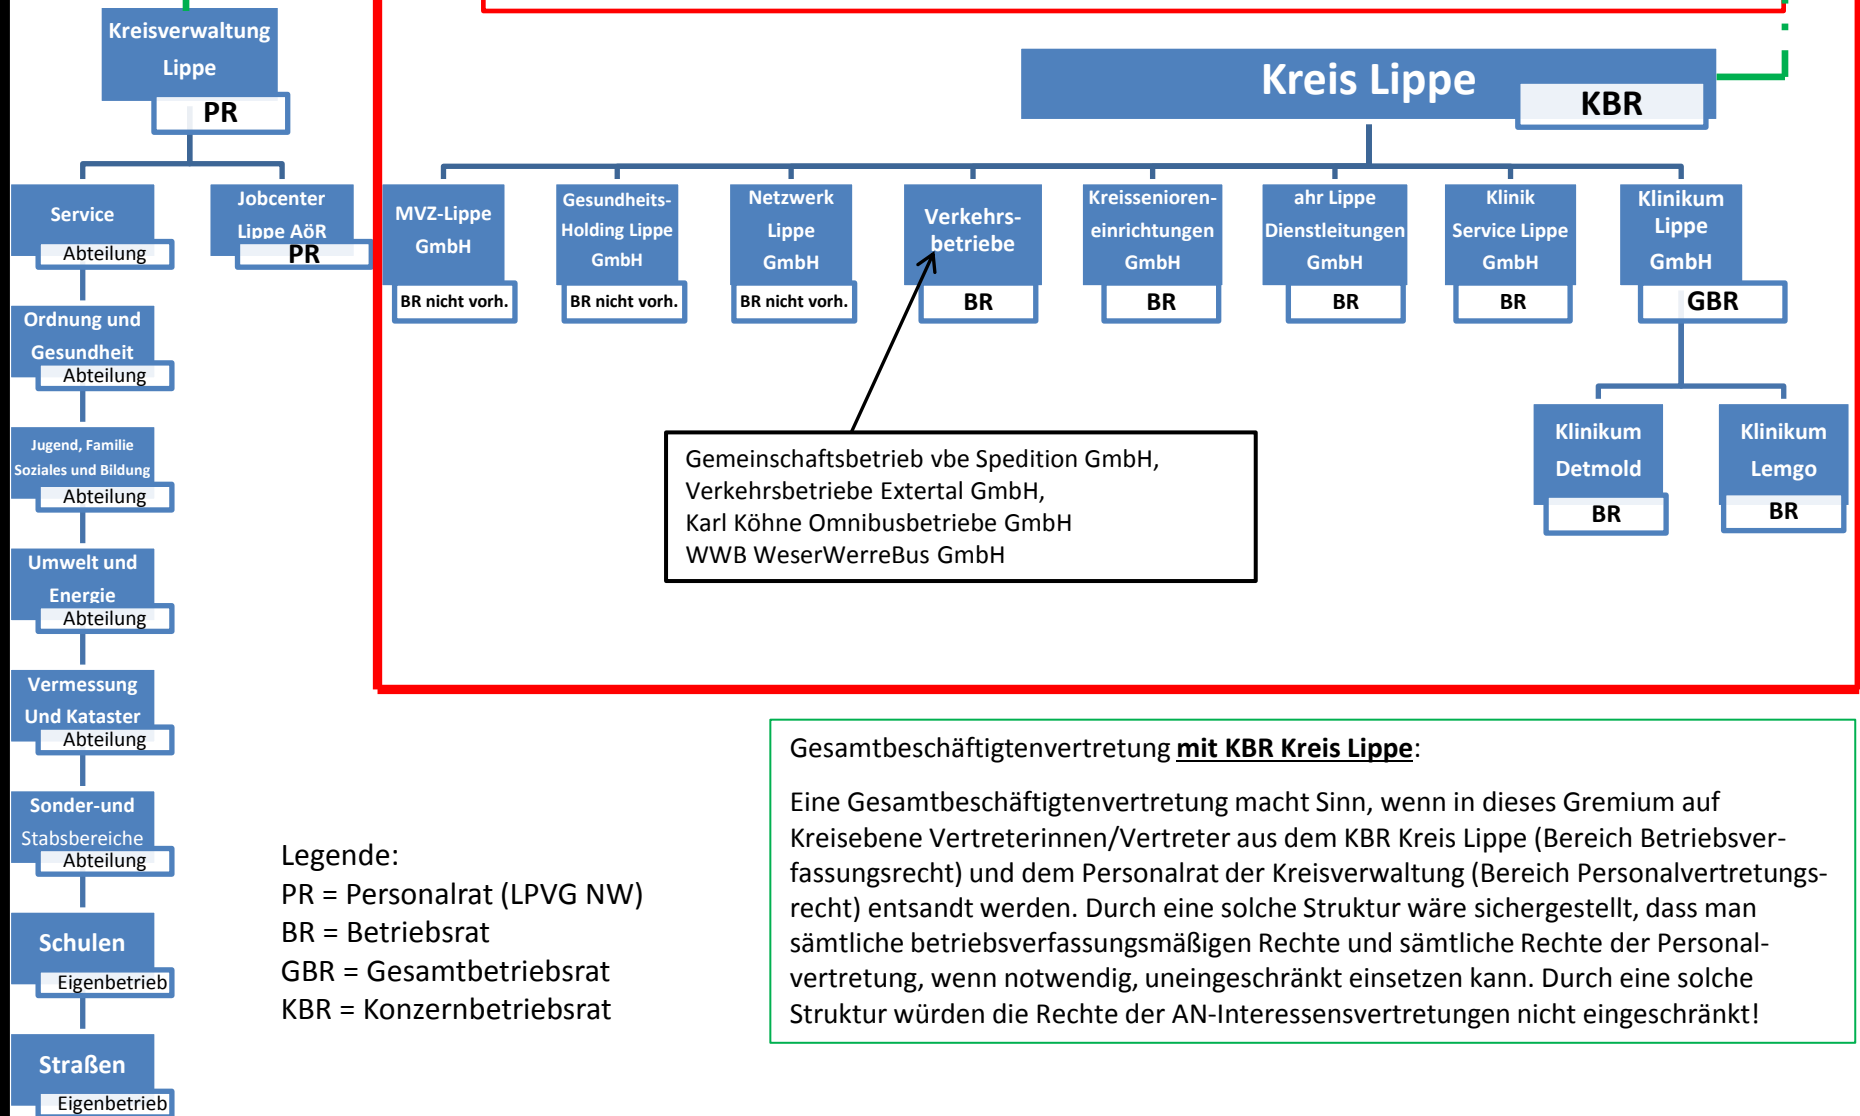 Kreisverwaltung
Lippe
PR
Kreis Lippe
KBR
Service
Abteilung
Jobcenter
Lippe AöR
PR
MVZ-Lippe
GmbH
BR nicht vorh.
Gesundheits-
Holding Lippe
GmbH
BR nicht vorh.
Netzwerk
Lippe
GmbH
BR nicht vorh.
Verkehrs-
betriebe
BR
Kreissenioren-
einrichtungen
GmbH
BR
ahr Lippe
Dienstleitungen
GmbH
BR
Klinik
Service Lippe
GmbH
BR
Klinikum
Lippe
GmbH
GBR
Ordnung und
Gesundheit
Abteilung
Klinikum
Detmold
BR
Klinikum
Lemgo
BR
Jugend, Familie
Soziales und Bildung
Abteilung
Gemeinschaftsbetrieb vbe Spedition GmbH,
Verkehrsbetriebe Extertal GmbH,
Karl Köhne Omnibusbetriebe GmbH
WWB WeserWerreBus GmbH
Umwelt und
Energie
Abteilung
Vermessung
Und Kataster
Abteilung
Sonder-und
Stabsbereiche
Abteilung
Schulen
Eigenbetrieb
Straßen
Eigenbetrieb
Legende:
PR = Personalrat (LPVG NW)
BR = Betriebsrat
GBR = Gesamtbetriebsrat
KBR = Konzernbetriebsrat
Gesamtbeschäftigtenvertretung mit KBR Kreis Lippe:
Eine Gesamtbeschäftigtenvertretung macht Sinn, wenn in dieses Gremium auf
Kreisebene Vertreterinnen/Vertreter aus dem KBR Kreis Lippe (Bereich Betriebsver-
fassungsrecht) und dem Personalrat der Kreisverwaltung (Bereich Personalvertretungs-
recht) entsandt werden. Durch eine solche Struktur wäre sichergestellt, dass man
sämtliche betriebsverfassungsmäßigen Rechte und sämtliche Rechte der Personal-
vertretung, wenn notwendig, uneingeschränkt einsetzen kann. Durch eine solche
Struktur würden die Rechte der AN-Interessensvertretungen nicht eingeschränkt!